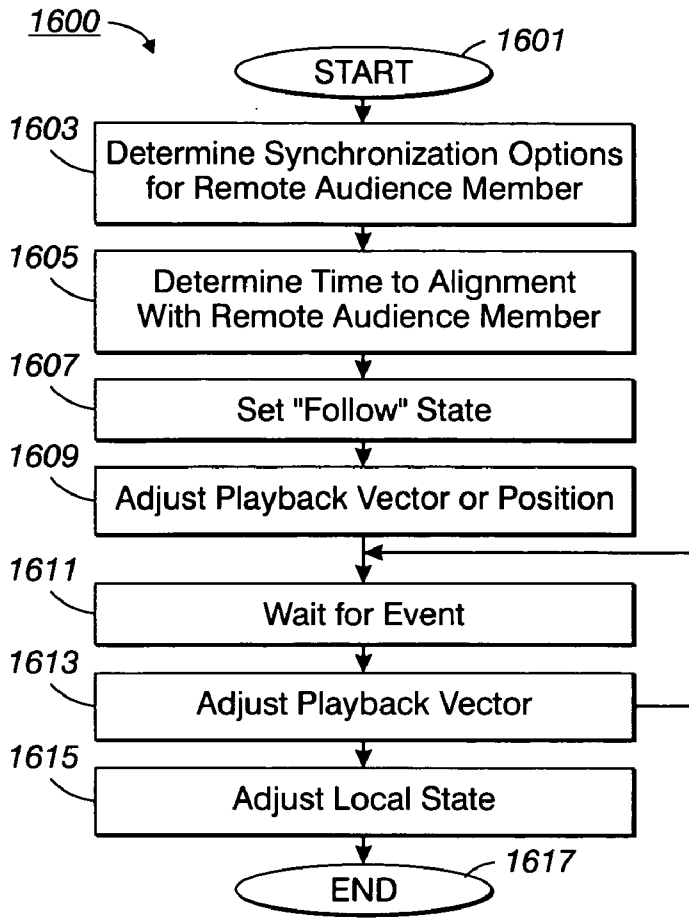 1600
1601
START
1603
Determine Synchronization Options
for Remote Audience Member
1605
Determine Time to Alignment
With Remote Audience Member
1607
Set "Follow" State
1609
Adjust Playback Vector or Position
1611
Wait for Event
1613
Adjust Playback Vector
1615
Adjust Local State
1617
END